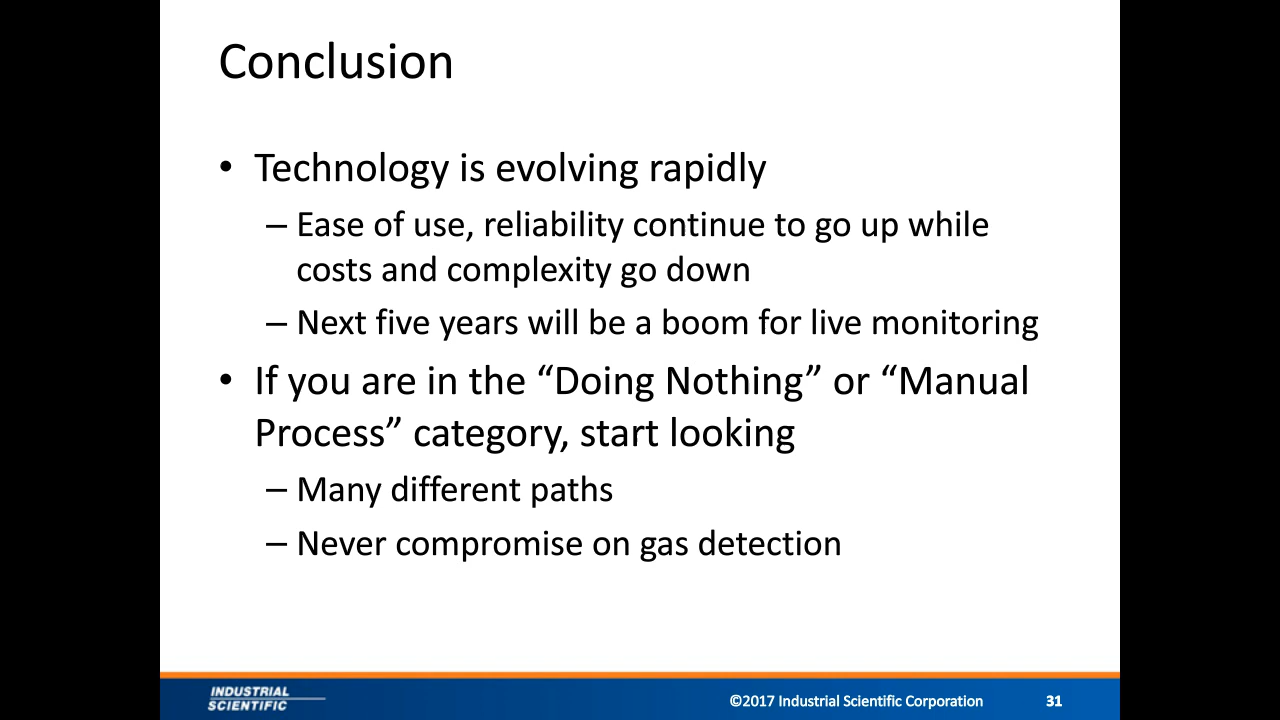 Conclusion
• Technology is evolving rapidly
– Ease of use, reliability continue to go up while
costs and complexity go down
– Next five years will be a boom for live monitoring
• If you are in the “Doing Nothing” or “Manual
Process” category, start looking
– Many different paths
– Never compromise on gas detection
INDUSTRIAL
SCIENTIFIC
©2017 Industrial Scientific Corporation
31